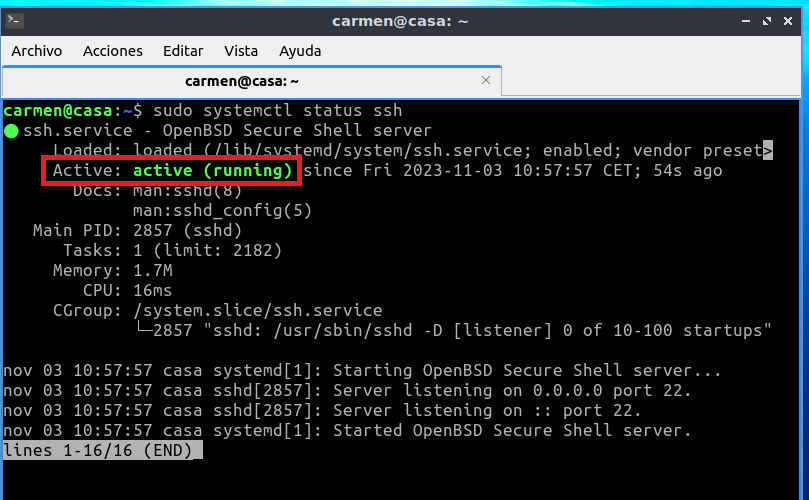 carmen@casa: ~
Archivo Acciones Editar Vista Ayuda
carmen@casa: ~ ×
carmen@casa:~$ sudo systemctl status ssh
● ssh.service - OpenBSD Secure Shell server
Loaded: loaded (/lib/systemd/system/ssh.service; enabled; vendor preset>
Active: active (running) since Fri 2023-11-03 10:57:57 CET; 54s ago
Docs: man:sshd(8)
man:sshd_config(5)
Main PID: 2857 (sshd)
Tasks: 1 (limit: 2182)
Memory: 1.7M
CPU: 16ms
CGroup: /system.slice/ssh.service
└─2857 "sshd: /usr/sbin/sshd -D [listener] 0 of 10-100 startups"
nov 03 10:57:57 casa systemd[1]: Starting OpenBSD Secure Shell server...
nov 03 10:57:57 casa sshd[2857]: Server listening on 0.0.0.0 port 22.
nov 03 10:57:57 casa sshd[2857]: Server listening on :: port 22.
nov 03 10:57:57 casa systemd[1]: Started OpenBSD Secure Shell server.
lines 1-16/16 (END)